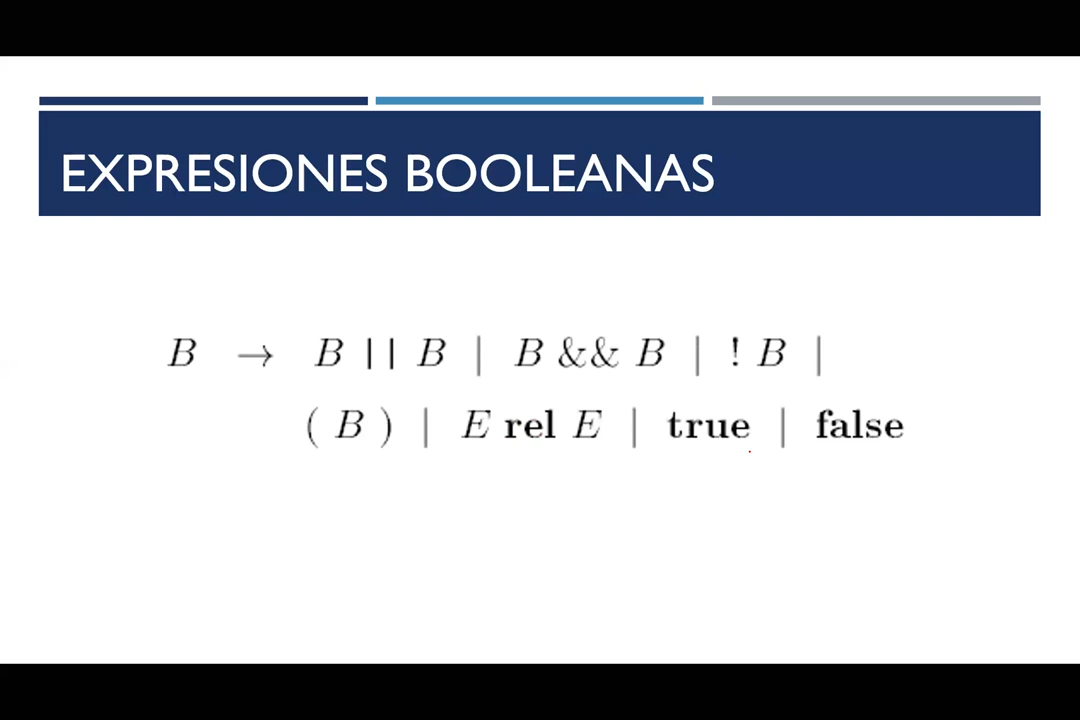 EXPRESIONES BOOLEANAS
B → B || B | B && B | ! B |
( B ) | E rel E | true | false